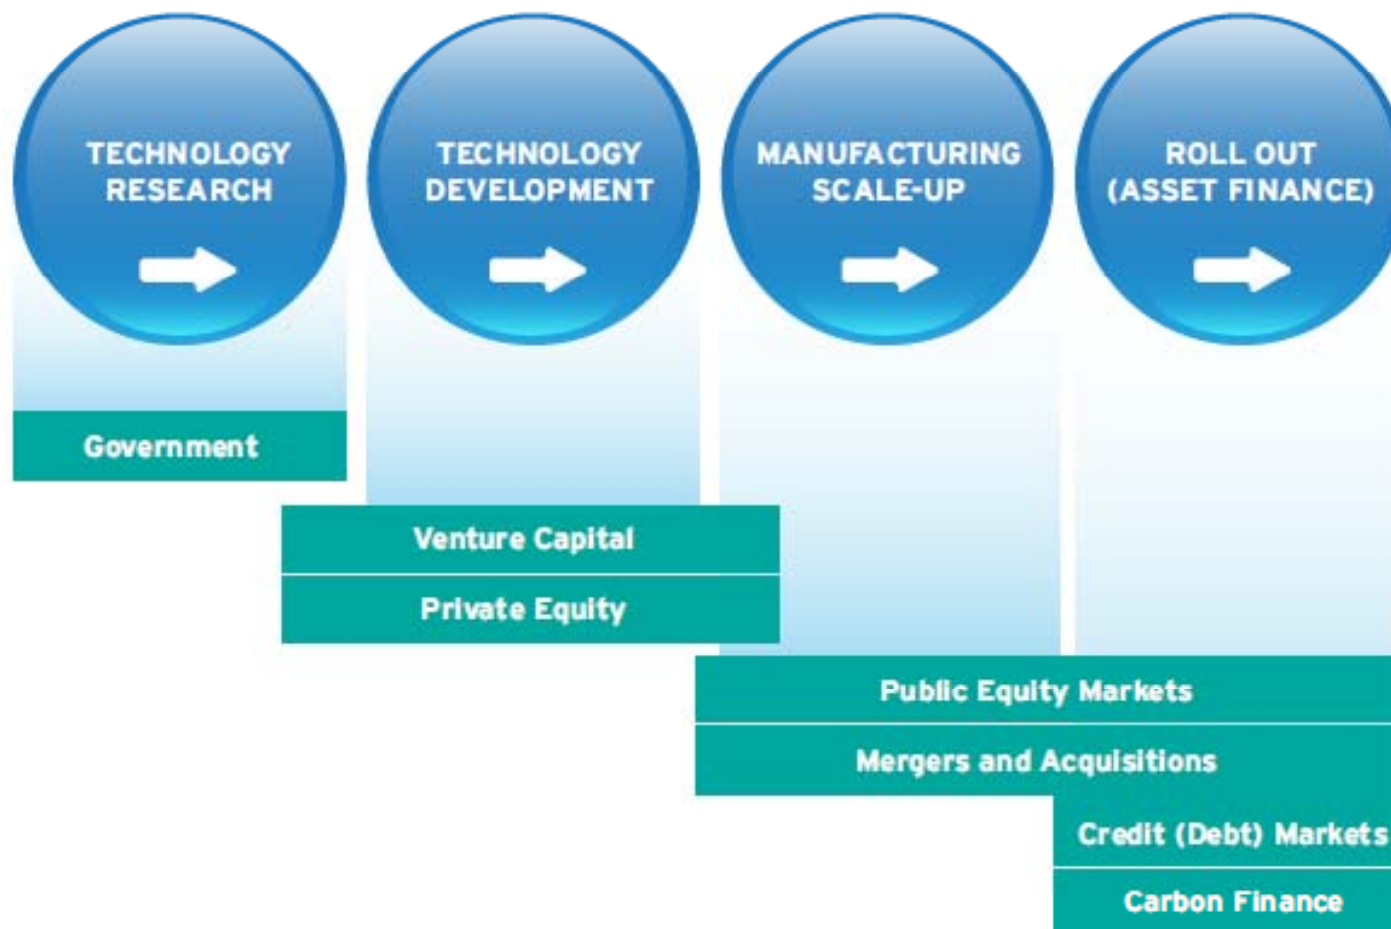 TECHNOLOGY
RESEARCH
TECHNOLOGY
DEVELOPMENT
MANUFACTURING
SCALE-UP
ROLL OUT
(ASSET FINANCE)
Government
Venture Capital
Private Equity
Public Equity Markets
Mergers and Acquisitions
Credit (Debt) Markets
Carbon Finance